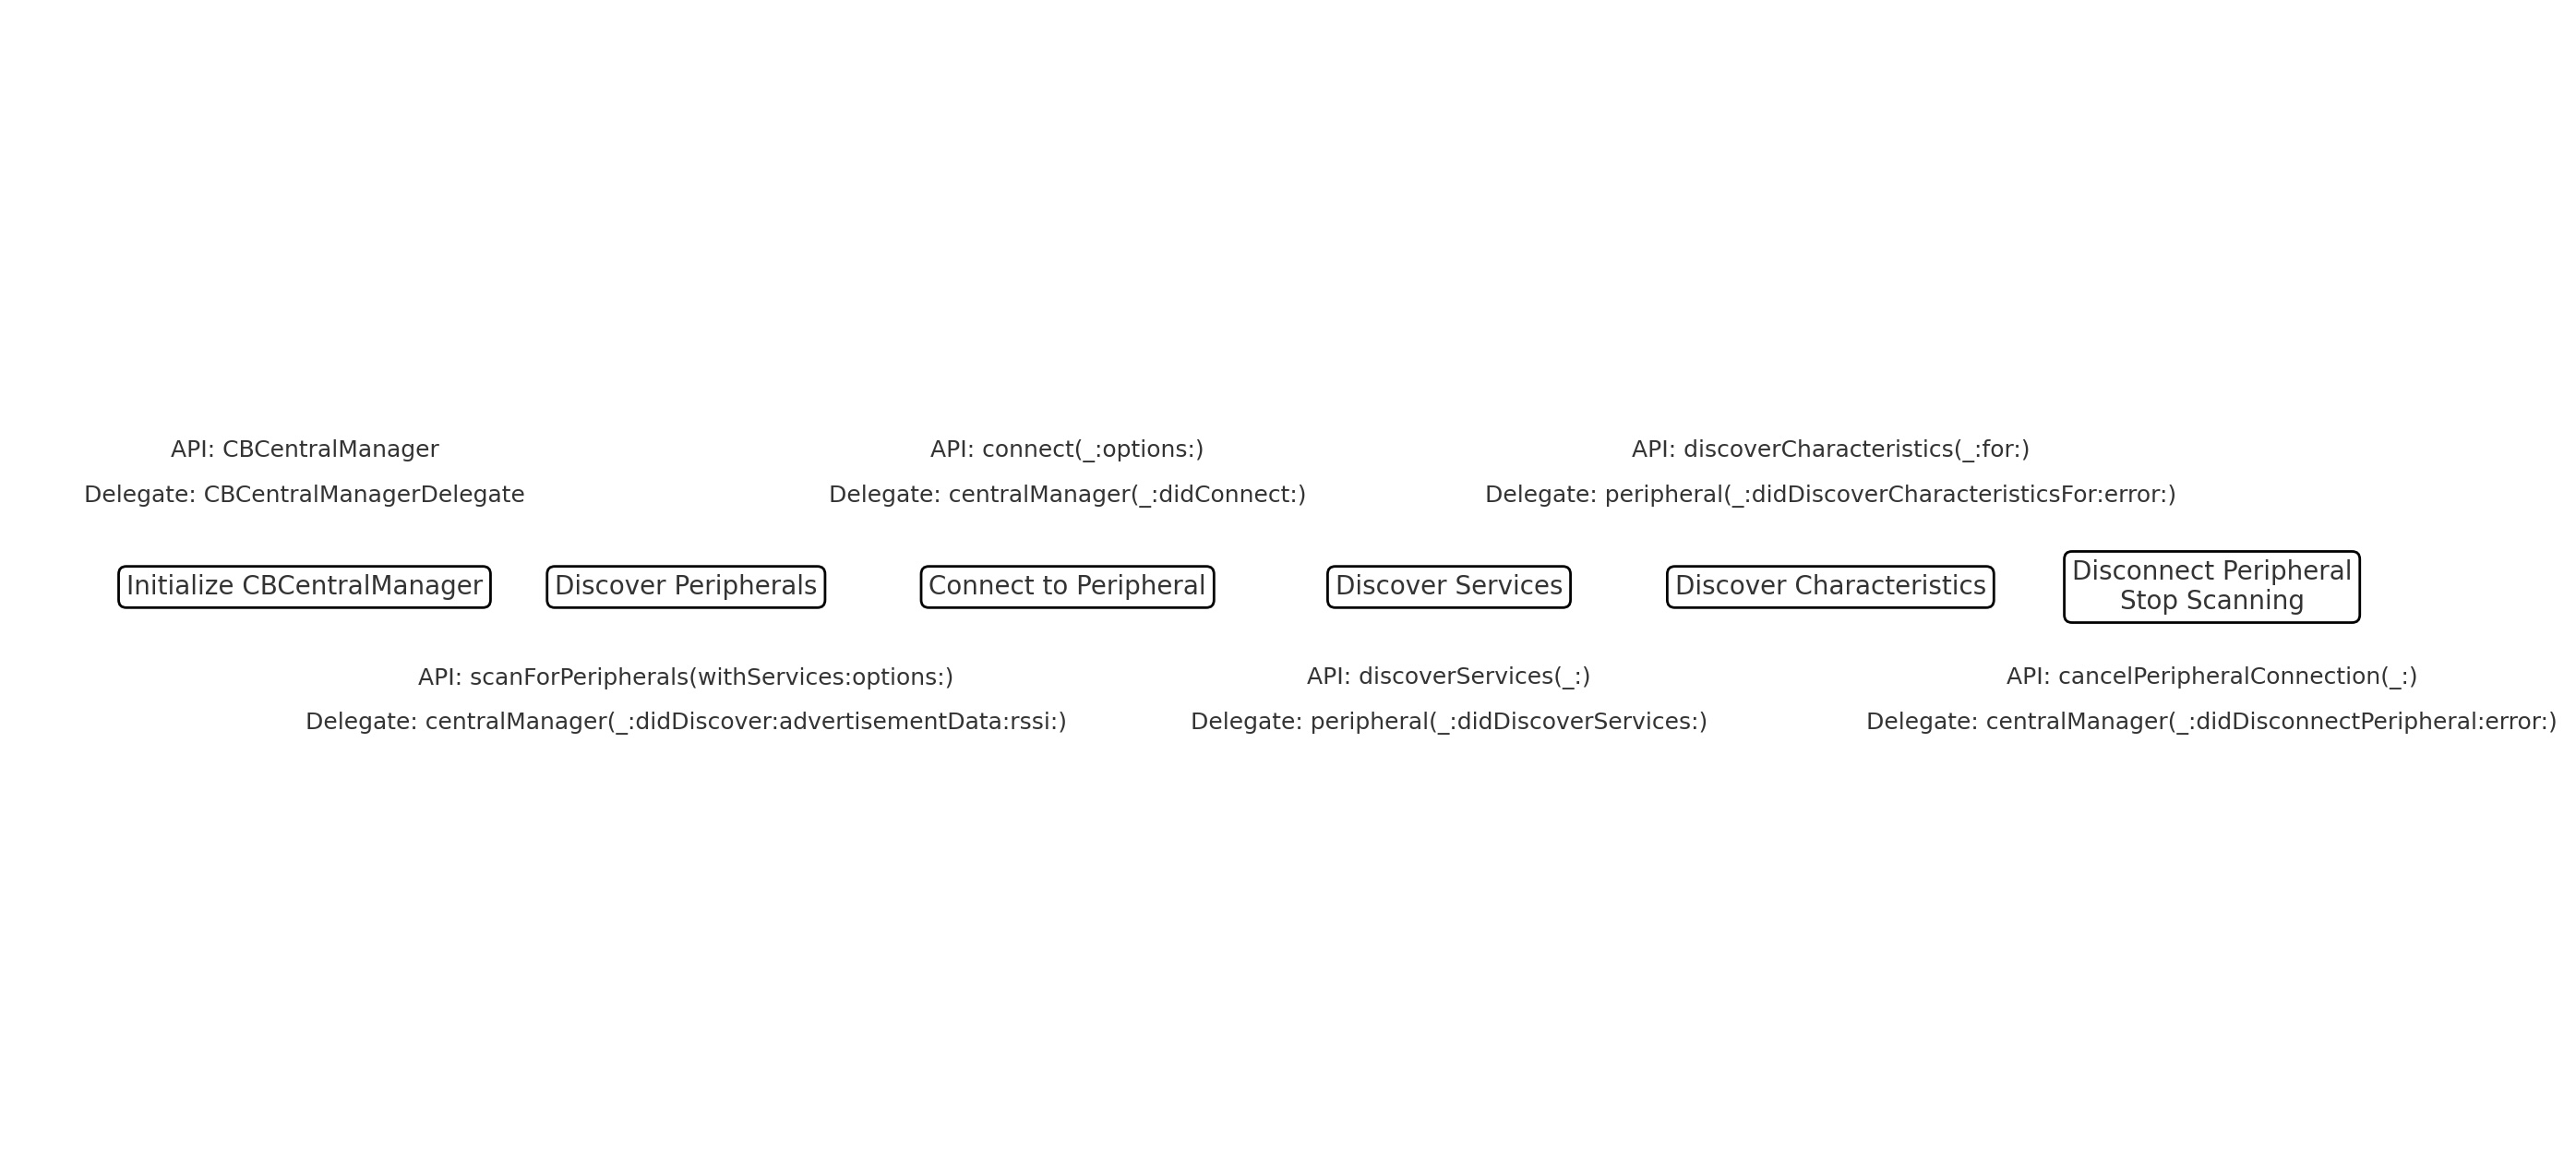 API: CBCentralManager
Delegate: CBCentralManagerDelegate
API: connect(_:options:)
Delegate: centralManager(_:didConnect:)
API: discoverCharacteristics(_:for:)
Delegate: peripheral(_:didDiscoverCharacteristicsFor:error:)
Initialize CBCentralManager
Discover Peripherals
Connect to Peripheral
Discover Services
Discover Characteristics
Disconnect Peripheral
Stop Scanning
API: scanForPeripherals(withServices:options:)
Delegate: centralManager(_:didDiscover:advertisementData:rssi:)
API: discoverServices(_:)
Delegate: peripheral(_:didDiscoverServices:)
API: cancelPeripheralConnection(_:)
Delegate: centralManager(_:didDisconnectPeripheral:error:)